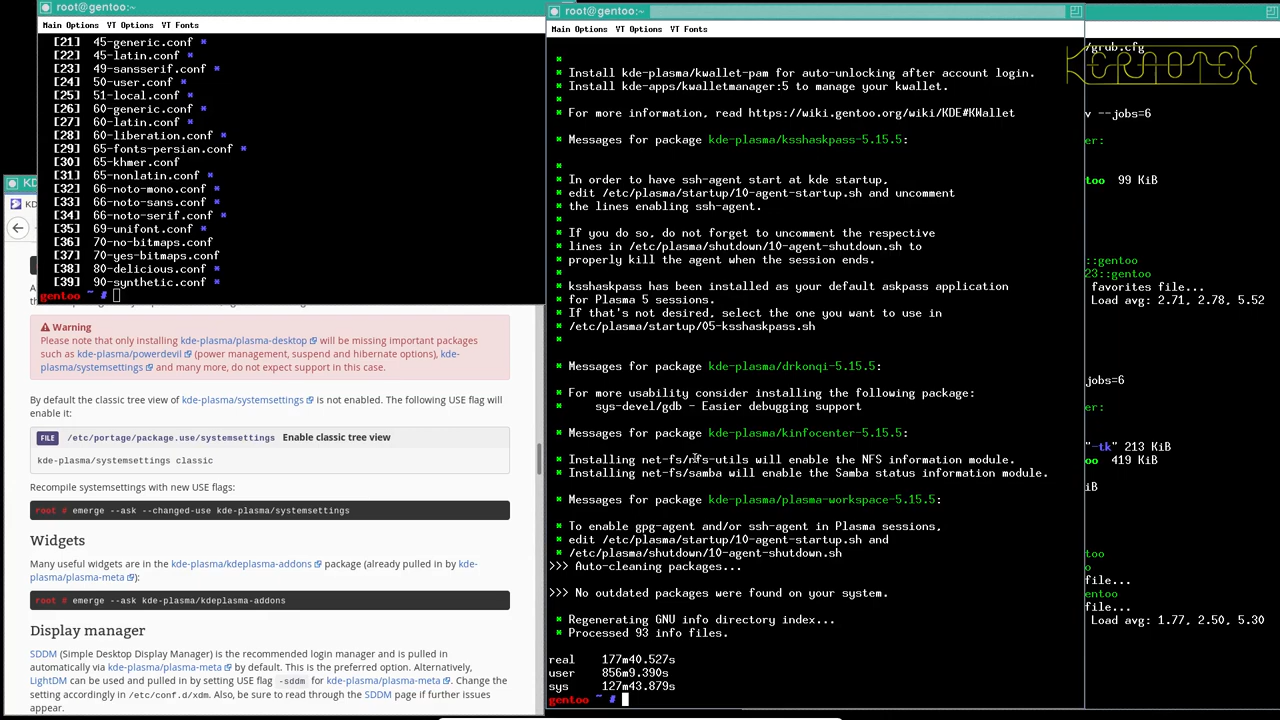 root@gentoo:~
Main Options VT Options VT Fonts
[21] 45-generic.conf *
[22] 45-latin.conf *
[23] 49-sansserif.conf *
[24] 50-user.conf *
[25] 51-local.conf *
[26] 60-generic.conf *
[27] 60-latin.conf *
[28] 60-liberation.conf *
[29] 65-fonts-persian.conf *
[30] 65-khmer.conf
[31] 65-nonlatin.conf *
[32] 66-noto-mono.conf *
[33] 66-noto-sans.conf *
[34] 66-noto-serif.conf *
[35] 69-unifont.conf *
[36] 70-no-bitmaps.conf
[37] 70-yes-bitmaps.conf
[38] 80-delicious.conf *
[39] 90-synthetic.conf *
gentoo ~ #
KD
KD
Warning
Please note that only installing kde-plasma/plasma-desktop will be missing important packages
such as kde-plasma/powerdevil (power management, suspend and hibernate options), kde-
plasma/systemsettings and many more, do not expect support in this case.
By default the classic tree view of kde-plasma/systemsettings is not enabled. The following USE flag will
enable it:
FILE /etc/portage/package.use/systemsettings Enable classic tree view
kde-plasma/systemsettings classic
Recompile systemsettings with new USE flags:
root # emerge --ask --changed-use kde-plasma/systemsettings
Widgets
Many useful widgets are in the kde-plasma/kdeplasma-addons package (already pulled in by kde-
plasma/plasma-meta):
root # emerge --ask kde-plasma/kdeplasma-addons
Display manager
SDDM (Simple Desktop Display Manager) is the recommended login manager and is pulled in
automatically via kde-plasma/plasma-meta by default. This is the preferred option. Alternatively,
LightDM can be used and pulled in by setting USE flag -sddm for kde-plasma/plasma-meta. Change the
setting accordingly in /etc/conf.d/xdm. Also, be sure to read through the SDDM page if further issues
appear.
root@gentoo:~
Main Options VT Options VT Fonts
*
* Install kde-plasma/kwallet-pam for auto-unlocking after account login.
* Install kde-apps/kwalletmanager:5 to manage your kwallet.
*
* For more information, read https://wiki.gentoo.org/wiki/KDE#KWallet
* Messages for package kde-plasma/ksshaskpass-5.15.5:
*
* In order to have ssh-agent start at kde startup,
* edit /etc/plasma/startup/10-agent-startup.sh and uncomment
* the lines enabling ssh-agent.
*
* If you do so, do not forget to uncomment the respective
* lines in /etc/plasma/shutdown/10-agent-shutdown.sh to
* properly kill the agent when the session ends.
*
* ksshaskpass has been installed as your default askpass application
* for Plasma 5 sessions.
* If that's not desired, select the one you want to use in
* /etc/plasma/startup/05-ksshaskpass.sh
*
* Messages for package kde-plasma/drkonqi-5.15.5:
* For more usability consider installing the following package:
* sys-devel/gdb - Easier debugging support
* Messages for package kde-plasma/kinfocenter-5.15.5:
* Installing net-fs/nfs-utils will enable the NFS information module.
* Installing net-fs/samba will enable the Samba status information module.
* Messages for package kde-plasma/plasma-workspace-5.15.5:
* To enable gpg-agent and/or ssh-agent in Plasma sessions,
* edit /etc/plasma/startup/10-agent-startup.sh and
* /etc/plasma/shutdown/10-agent-shutdown.sh
>>> Auto-cleaning packages...
>>> No outdated packages were found on your system.
* Regenerating GNU info directory index...
* Processed 93 info files.
real 177m40.527s
user 856m9.390s
sys 127m43.879s
gentoo ~ #
/grub.cfg
v --jobs=6
er:
too 99 KiB
::gentoo
23::gentoo
favorites file...
Load avg: 2.71, 2.78, 5.52
jobs=6
er:
"-tk" 213 KiB
oo 419 KiB
iB
too
file...
entoo
file...
Load avg: 1.77, 2.50, 5.30